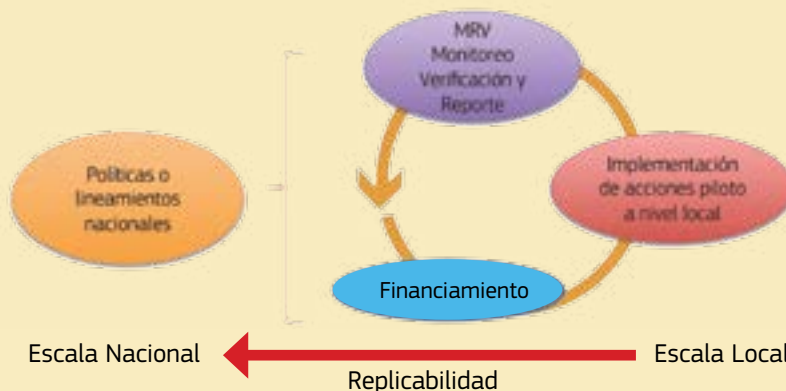 MRV
Monitoreo
Verificación y
Reporte
Políticas o
lineamientos
nacionales
Implementación
de acciones piloto
a nivel local
Financiamiento
Escala Nacional
Escala Local
Replicabilidad